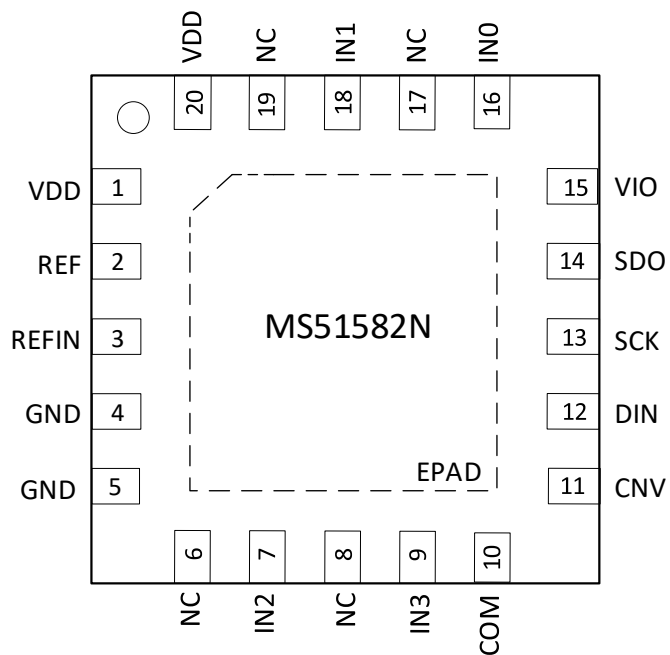 VDD
NC
IN1
NC
IN0
20
19
18
17
16
VDD
1
REF
2
REFIN
3
GND
4
GND
5
MS51582N
EPAD
15
VIO
14
SDO
13
SCK
12
DIN
11
CNV
6
7
8
9
10
NC
IN2
NC
IN3
COM